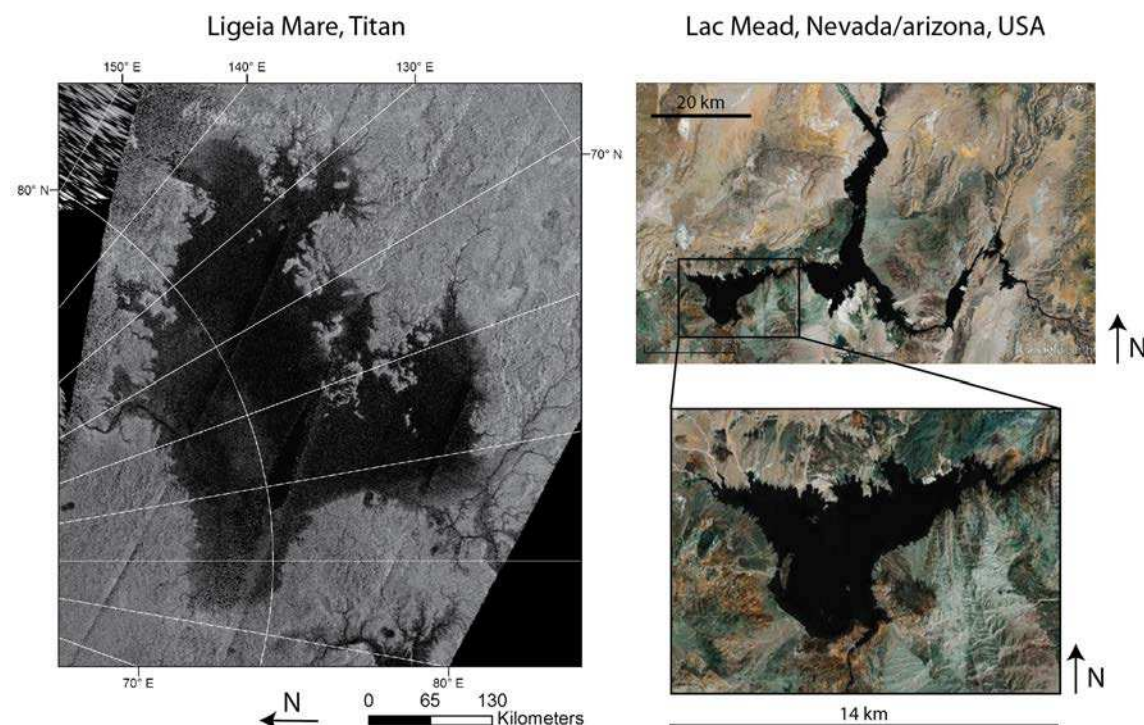 Ligeia Mare, Titan
150° E
140° E
130° E
80° N
70° N
70° E
80° E
N
0 65 130
Kilometers
Lac Mead, Nevada/arizona, USA
20 km
N
N
14 km